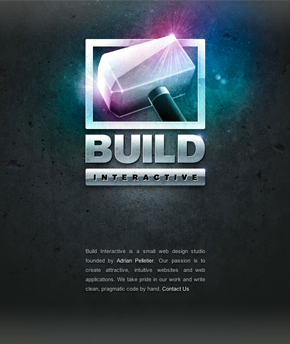 BUILD
INTERACTIVE
Build Interactive is a small web design studio
founded by Adrian Pelletier. Our passion is to
create attractive, intuitive websites and web
applications. We take pride in our work and write
clean, pragmatic code by hand. Contact Us